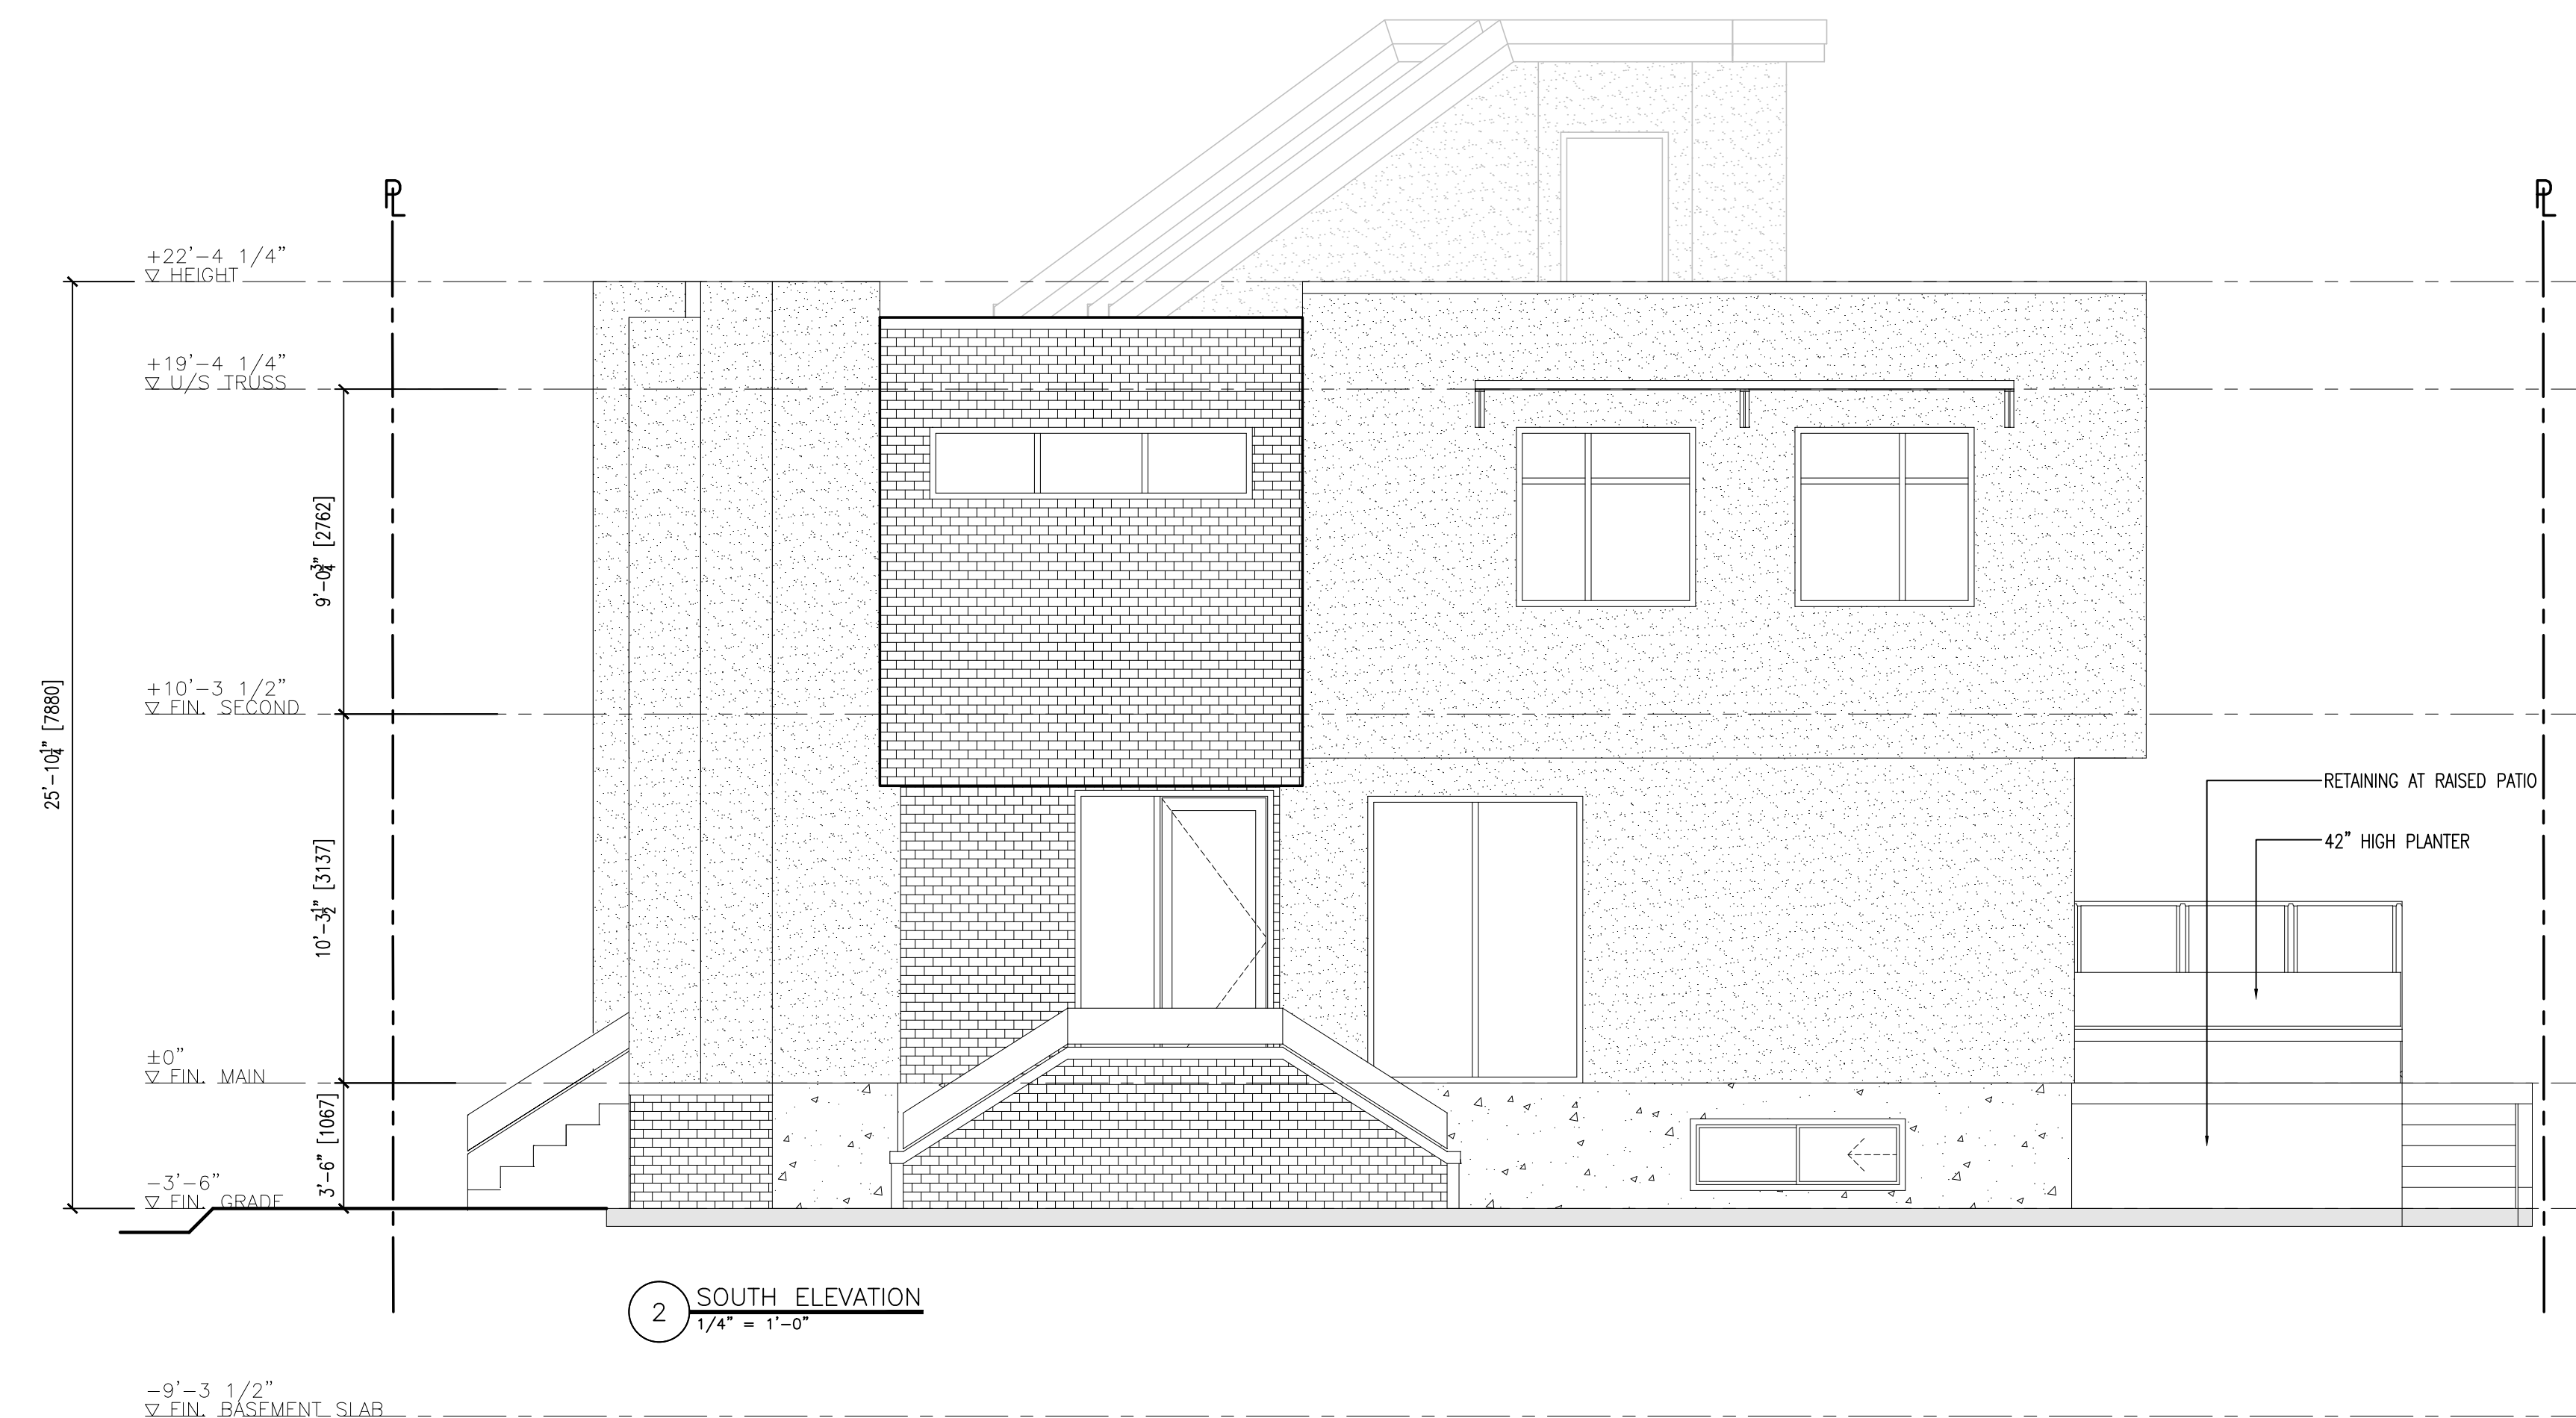 PL
PL
+22'-4 1/4"
HEIGHT
+19'-4 1/4"
U/S TRUSS
9'-0 3/4" [2762]
25'-10 1/4" [7880]
+10'-3 1/2"
FIN. SECOND
RETAINING AT RAISED PATIO
42" HIGH PLANTER
10'-3 1/2" [3137]
±0"
FIN. MAIN
3'-6" [1067]
-3'-6"
FIN. GRADE
2
SOUTH ELEVATION
1/4" = 1'-0"
-9'-3 1/2"
FIN. BASEMENT SLAB